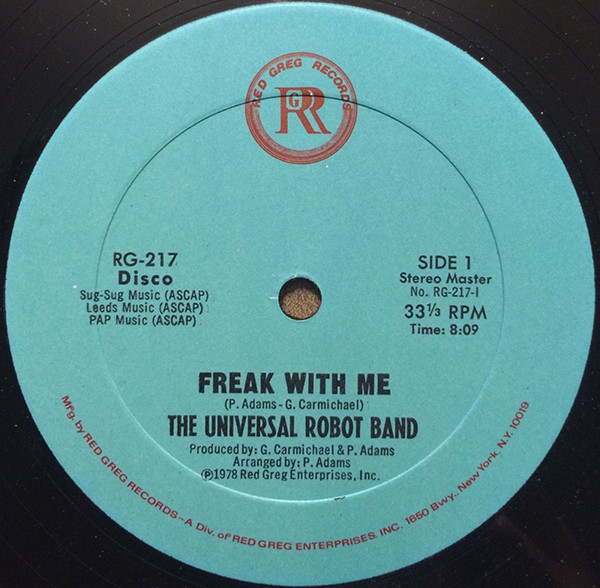 RED GREG RECORDS
GRR
RG-217
Disco
Sug-Sug Music (ASCAP)
Leeds Music (ASCAP)
PAP Music (ASCAP)
SIDE 1
Stereo Master
No. RG-217-I
33⅓ RPM
Time: 8:09
FREAK WITH ME
(P. Adams - G. Carmichael)
THE UNIVERSAL ROBOT BAND
Produced by: G. Carmichael & P. Adams
Arranged by: P. Adams
Ⓟ1978 Red Greg Enterprises, Inc.
Mfg. by RED GREG RECORDS—A Div. of RED GREG ENTERPRISES, INC. 1650 Bwy., New York, N.Y. 10019